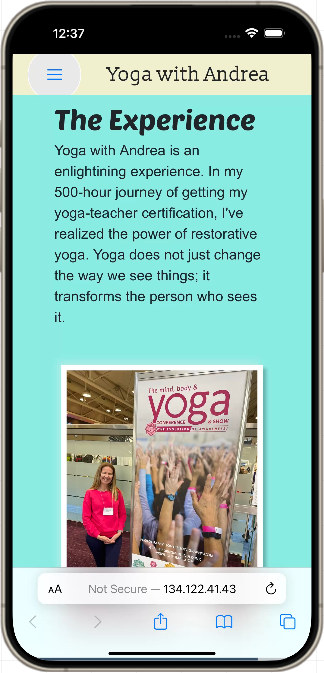 12:37
Yoga with Andrea
The Experience
Yoga with Andrea is an
enlightining experience. In my
500-hour journey of getting my
yoga-teacher certification, I've
realized the power of restorative
yoga. Yoga does not just change
the way we see things; it
transforms the person who sees
it.
The mind, body &
yoga
CONFERENCE
& SHOW
AA
Not Secure — 134.122.41.43